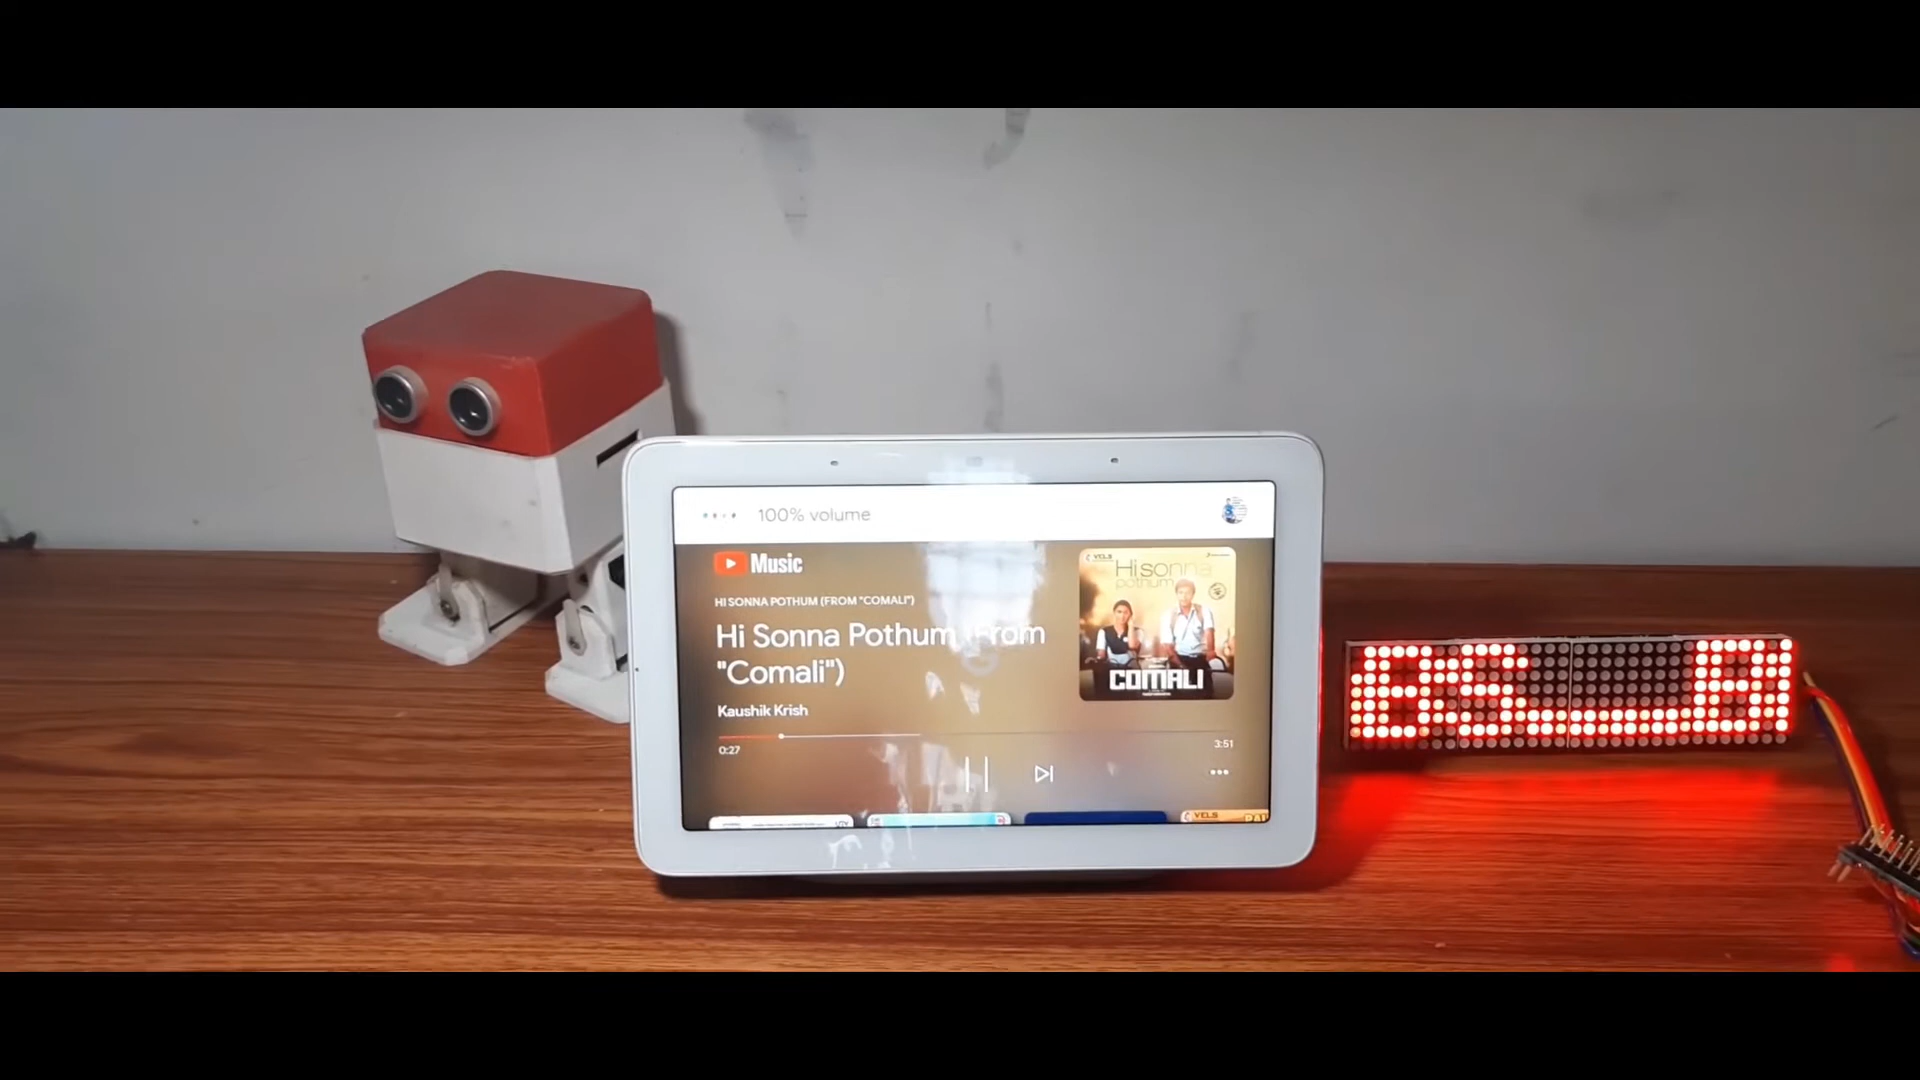 100% volume
Music
HI SONNA POTHUM (FROM "COMALI")
Hi Sonna Pothum (From
"Comali")
Kaushik Krish
0:27
3:51
VELS
Hi sonna
pothum
COMALI
VELS